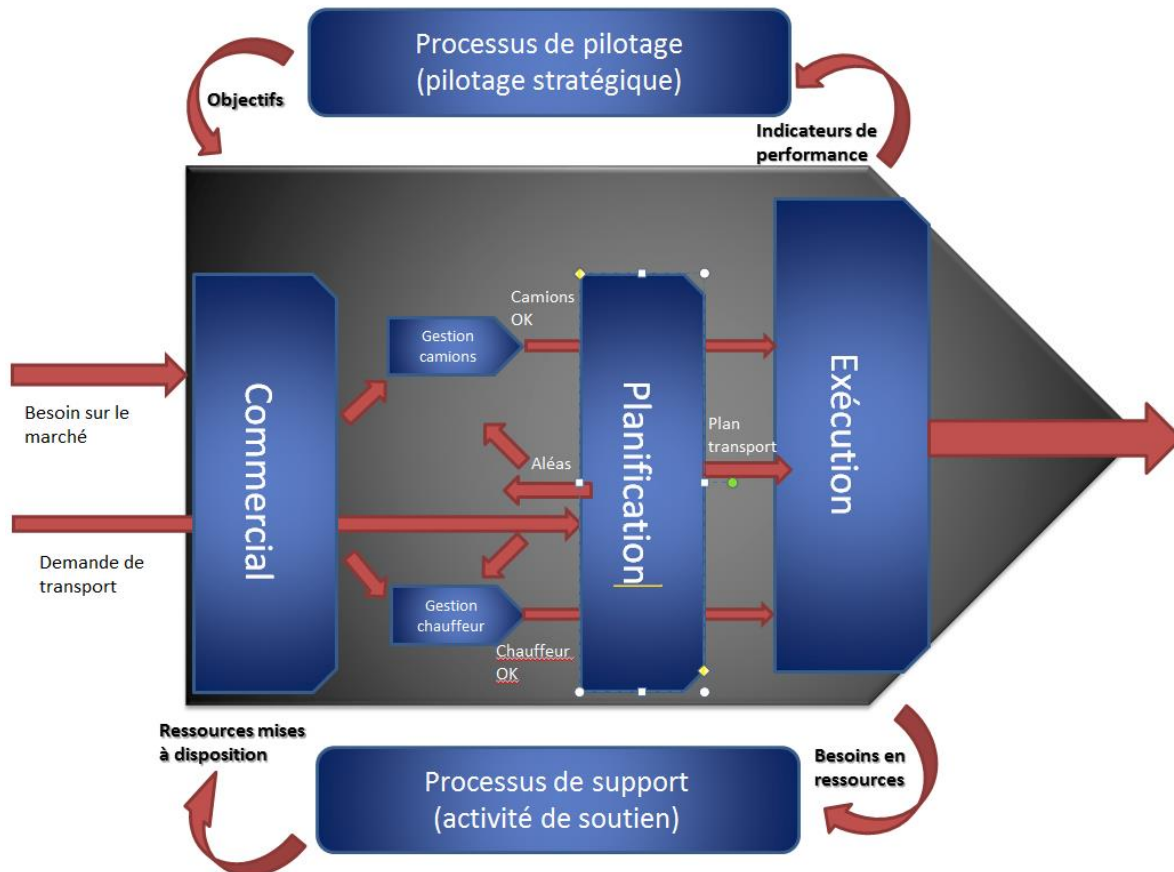 Processus de pilotage
(pilotage stratégique)
Objectifs
Indicateurs de
performance
Camions
OK
Gestion
camions
Besoin sur le
marché
Commercial
Aléas
Planification
Plan
transport
Exécution
Demande de
transport
Gestion
chauffeur
Chauffeur
OK
Ressources mises
à disposition
Processus de support
(activité de soutien)
Besoins en
ressources